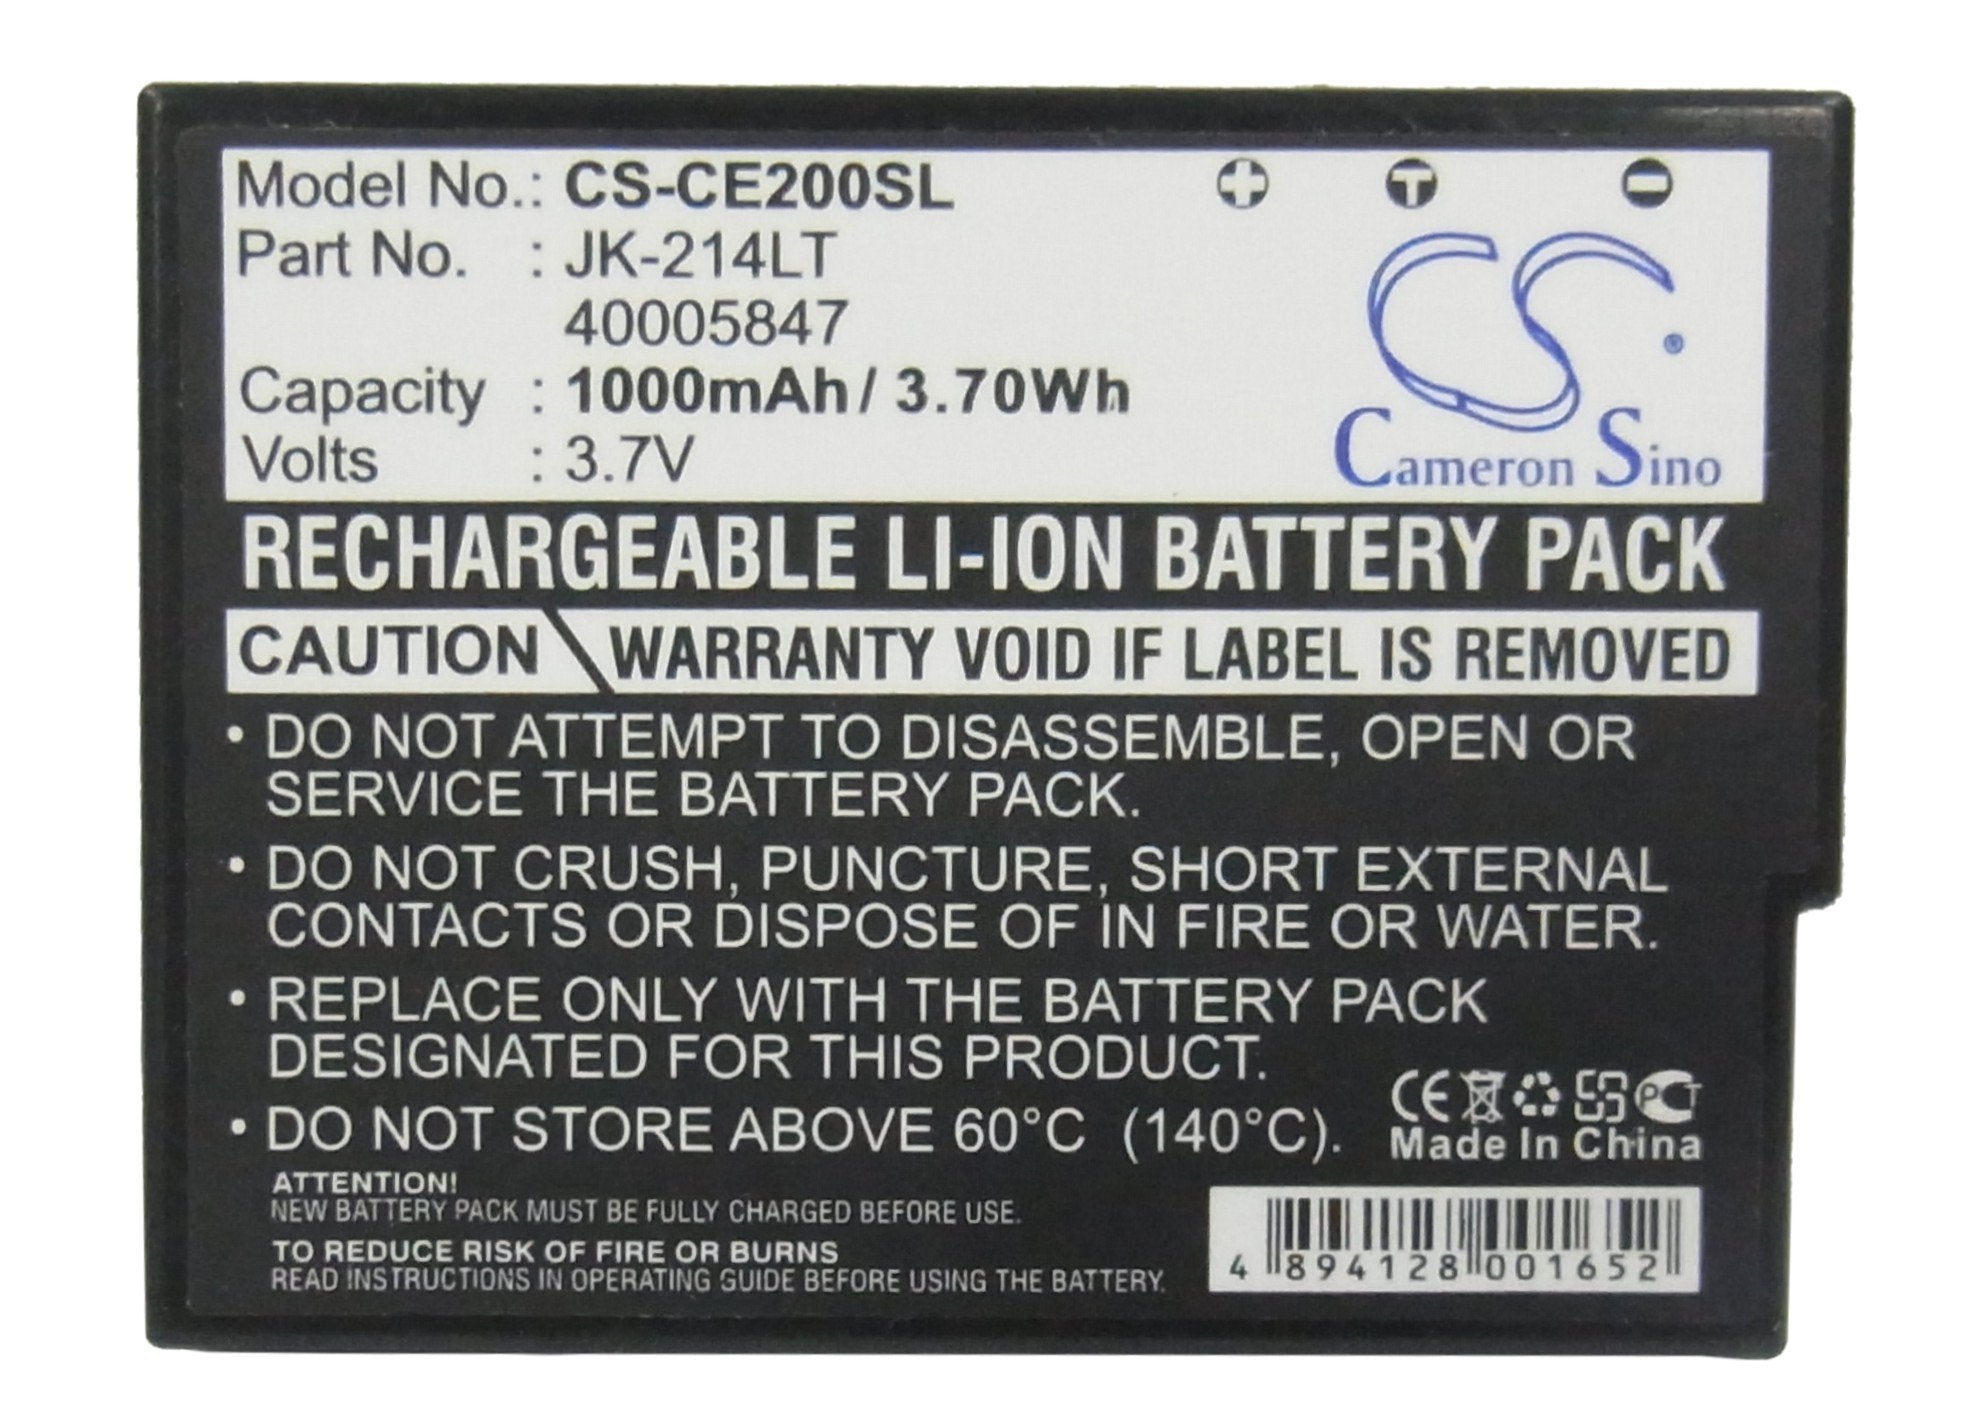 Model No.: CS-CE200SL
Part No. : JK-214LT
40005847
Capacity : 1000mAh/ 3.70Wh
Volts : 3.7V
+ T −
CS ®
Cameron Sino
RECHARGEABLE LI-ION BATTERY PACK
CAUTION \ WARRANTY VOID IF LABEL IS REMOVED
• DO NOT ATTEMPT TO DISASSEMBLE, OPEN OR
SERVICE THE BATTERY PACK.
• DO NOT CRUSH, PUNCTURE, SHORT EXTERNAL
CONTACTS OR DISPOSE OF IN FIRE OR WATER.
• REPLACE ONLY WITH THE BATTERY PACK
DESIGNATED FOR THIS PRODUCT.
• DO NOT STORE ABOVE 60°C (140°C).
CE PCT
Made In China
ATTENTION!
NEW BATTERY PACK MUST BE FULLY CHARGED BEFORE USE.
TO REDUCE RISK OF FIRE OR BURNS
READ INSTRUCTIONS IN OPERATING GUIDE BEFORE USING THE BATTERY.
4 894128 001652